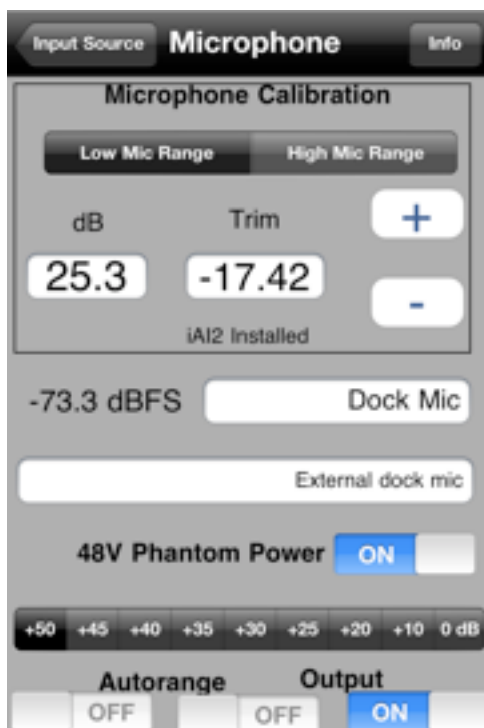 Input Source Microphone Info
Microphone Calibration
Low Mic Range High Mic Range
dB Trim +
25.3 -17.42
-
iAI2 Installed
-73.3 dBFS Dock Mic
External dock mic
48V Phantom Power ON
+50 +45 +40 +35 +30 +25 +20 +10 0 dB
Autorange Output
OFF OFF ON